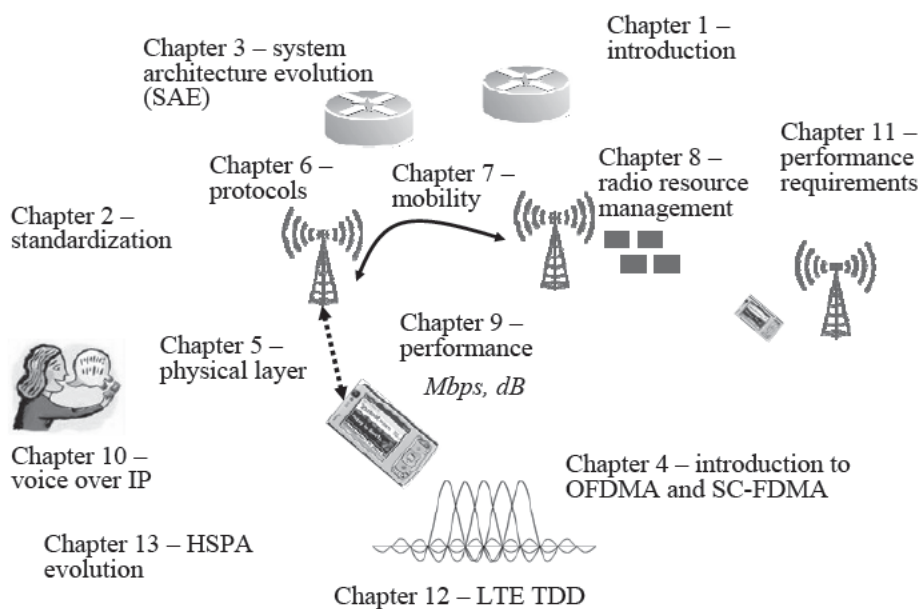 Chapter 1 –
introduction
Chapter 3 – system
architecture evolution
(SAE)
Chapter 11 –
performance
requirements
Chapter 6 –
protocols
Chapter 7 –
mobility
Chapter 8 –
radio resource
management
Chapter 2 –
standardization
Chapter 9 –
performance
Mbps, dB
Chapter 5 –
physical layer
Chapter 10 –
voice over IP
Chapter 4 – introduction to
OFDMA and SC-FDMA
Chapter 13 – HSPA
evolution
Chapter 12 – LTE TDD